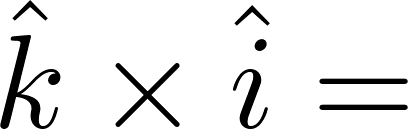 k̂ × î =